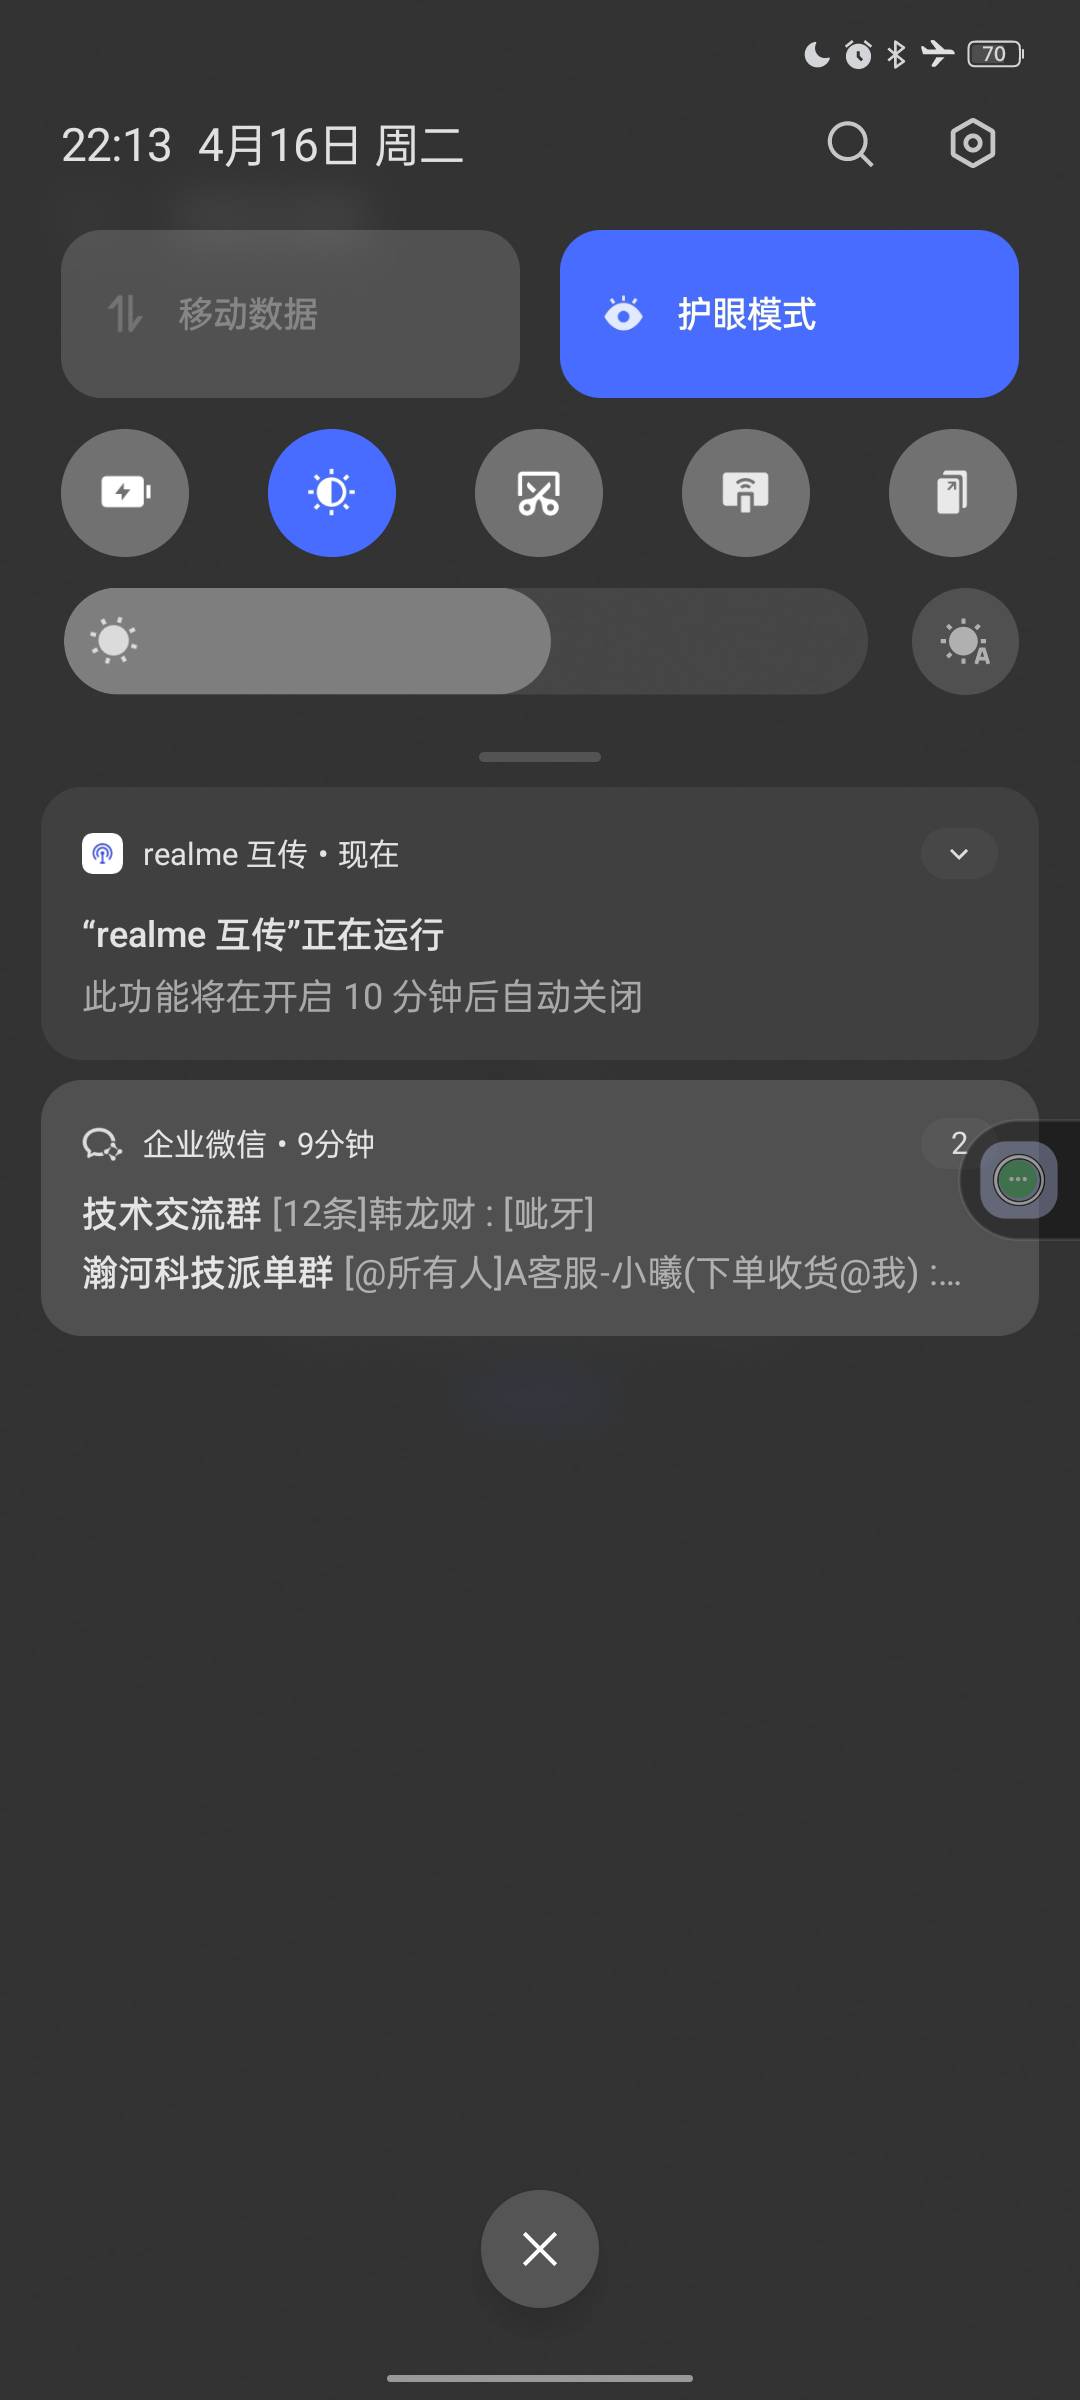 70
22:13 4月16日 周二
移动数据
护眼模式
A
realme 互传 • 现在
“realme 互传”正在运行
此功能将在开启 10 分钟后自动关闭
企业微信 • 9分钟
2
技术交流群 [12条]韩龙财 : [呲牙]
瀚河科技派单群 [@所有人]A客服-小曦(下单收货@我) :...